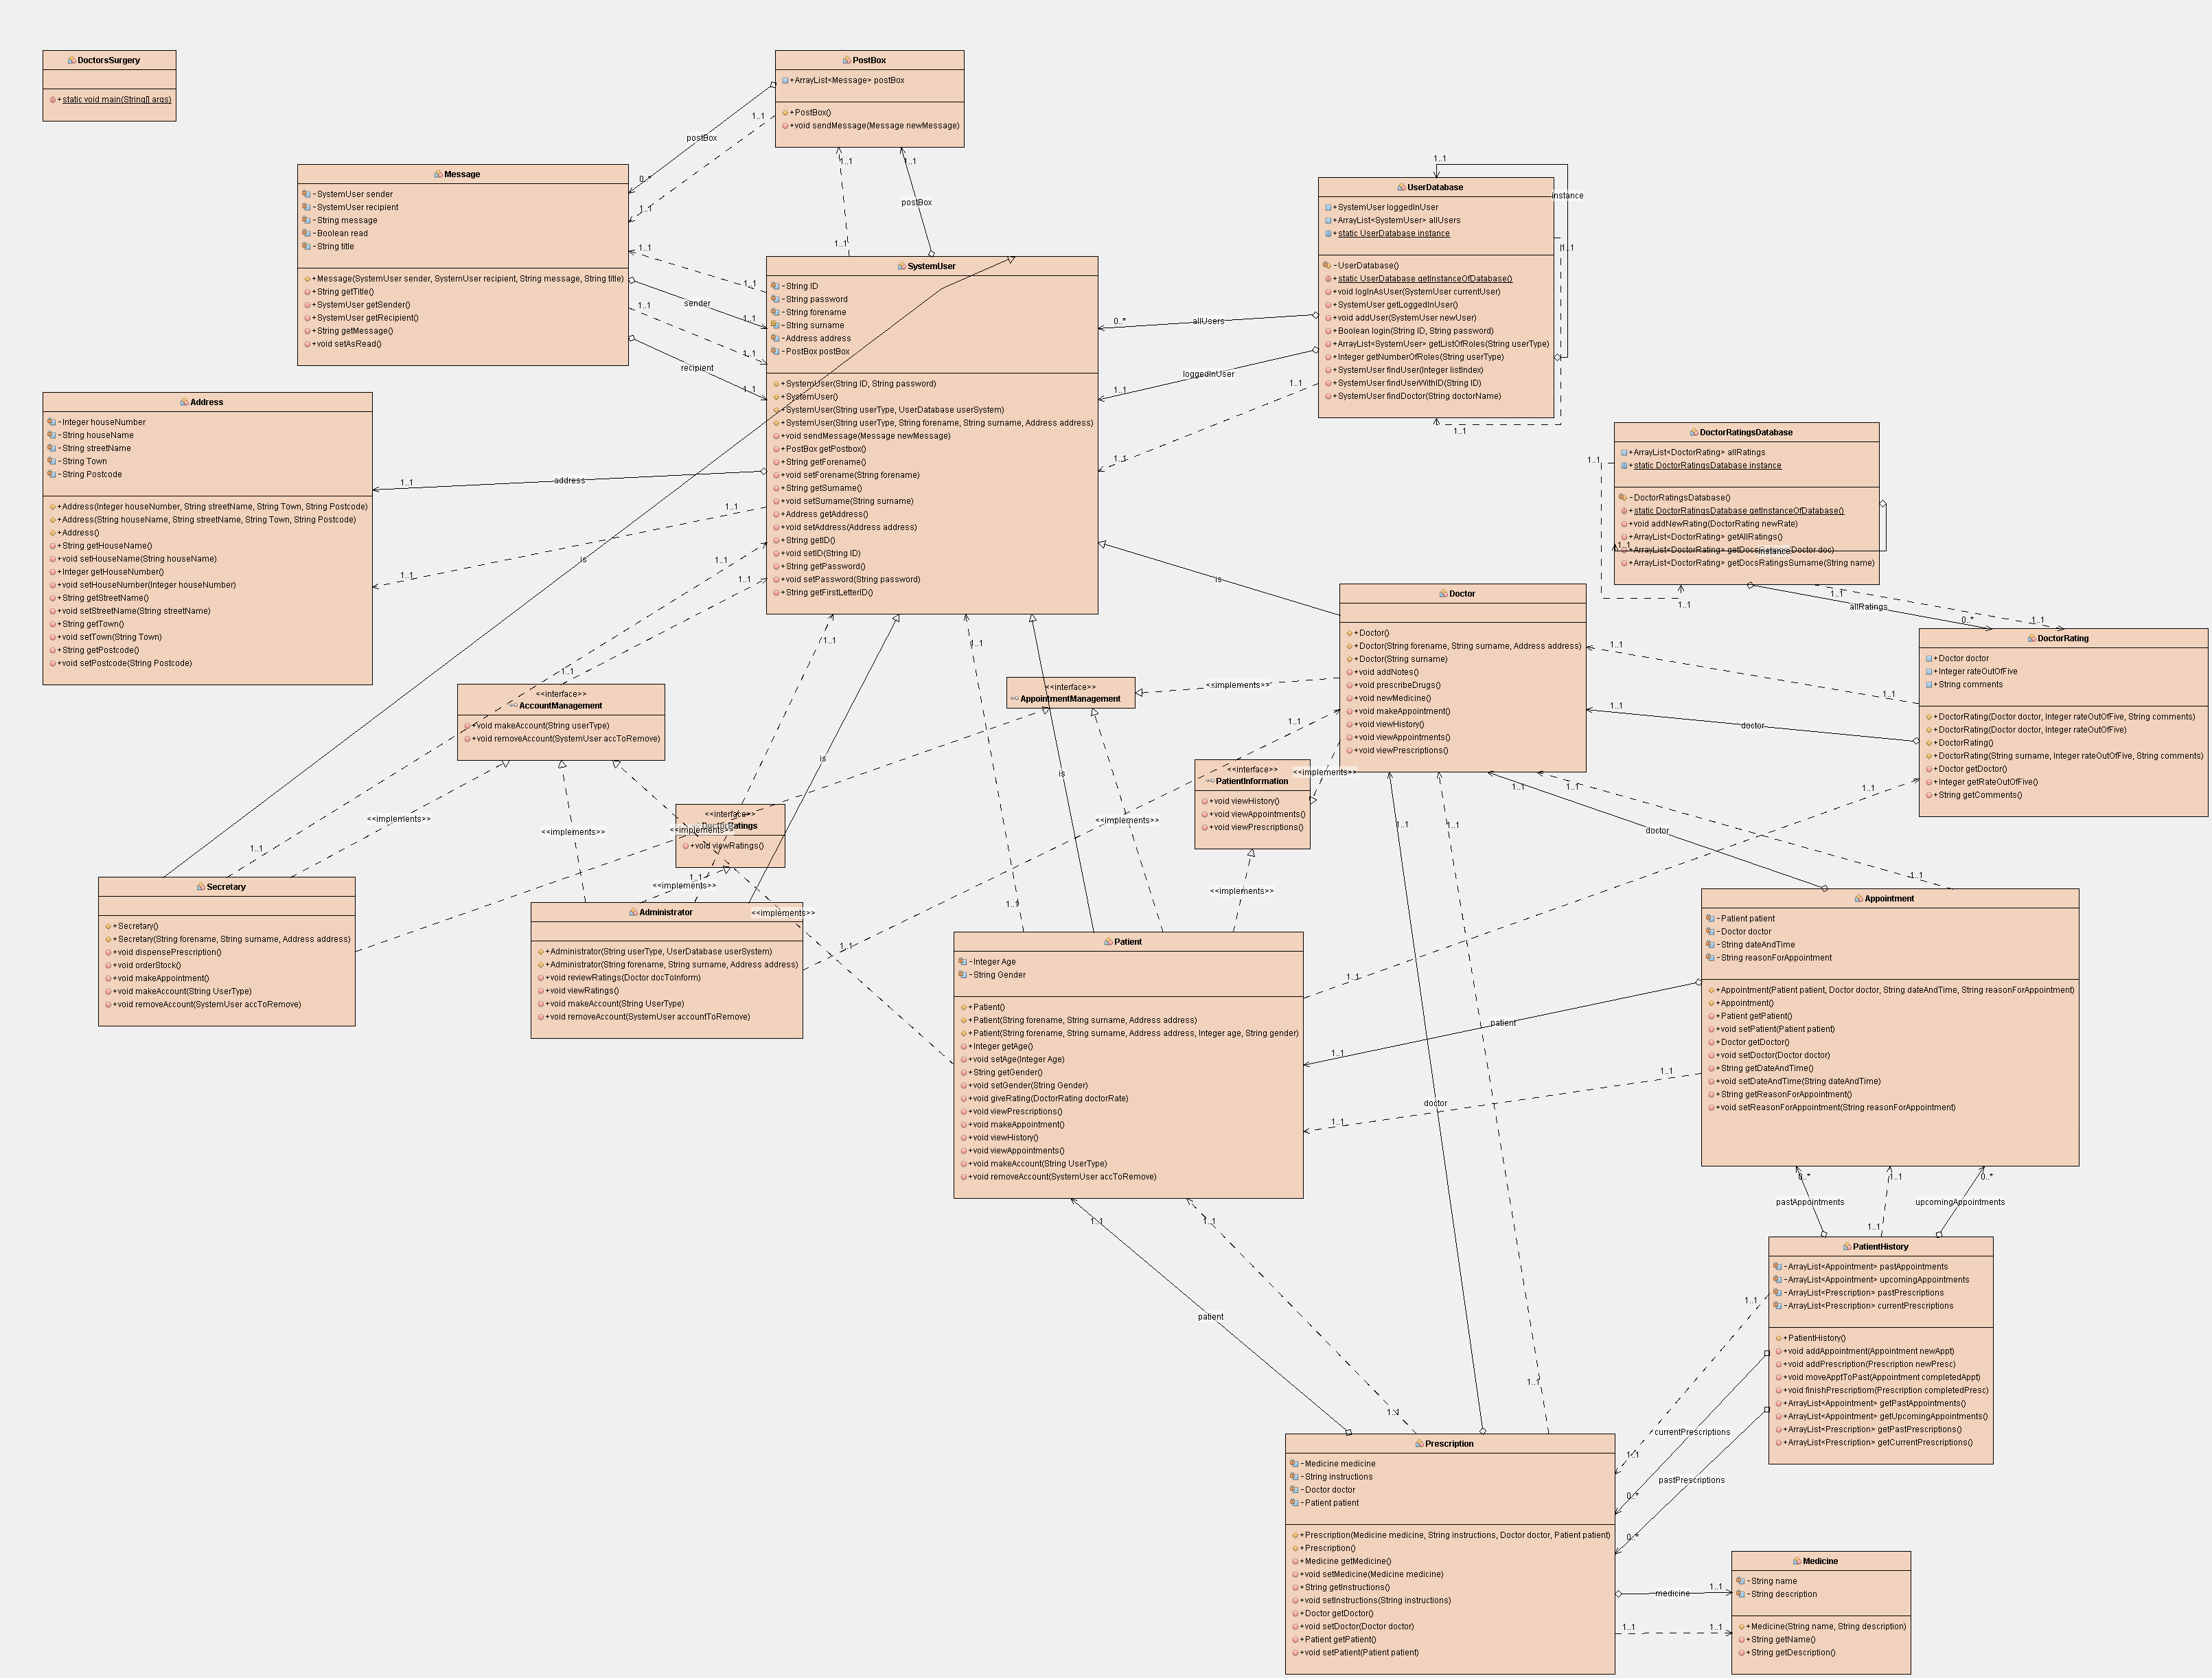 DoctorsSurgery
+static void main(String[] args)
PostBox
+ArrayList<Message> postBox
+PostBox()
+void sendMessage(Message newMessage)
postBox
1..1
0..*
1..1
1..1
1..1
postBox
1..1
Message
-SystemUser sender
-SystemUser recipient
-String message
-Boolean read
-String title
+Message(SystemUser sender, SystemUser recipient, String message, String title)
+String getTitle()
+SystemUser getSender()
+SystemUser getRecipient()
+String getMessage()
+void setAsRead()
1..1
1..1
sender
1..1
1..1
1..1
recipient
1..1
SystemUser
-String ID
-String password
-String forename
-String surname
-Address address
-PostBox postBox
+SystemUser(String ID, String password)
+SystemUser()
+SystemUser(String userType, UserDatabase userSystem)
+SystemUser(String userType, String forename, String surname, Address address)
+void sendMessage(Message newMessage)
+PostBox getPostbox()
+String getForename()
+void setForename(String forename)
+String getSurname()
+void setSurname(String surname)
+Address getAddress()
+void setAddress(Address address)
+String getID()
+void setID(String ID)
+String getPassword()
+void setPassword(String password)
+String getFirstLetterID()
1..1
instance
1..1
1..1
UserDatabase
+SystemUser loggedInUser
+ArrayList<SystemUser> allUsers
+static UserDatabase instance
-UserDatabase()
+static UserDatabase getInstanceOfDatabase()
+void logInAsUser(SystemUser currentUser)
+SystemUser getLoggedInUser()
+void addUser(SystemUser newUser)
+Boolean login(String ID, String password)
+ArrayList<SystemUser> getListOfRoles(String userType)
+Integer getNumberOfRoles(String userType)
+SystemUser findUser(Integer listIndex)
+SystemUser findUserWithID(String ID)
+SystemUser findDoctor(String doctorName)
0..*
allUsers
loggedInUser
1..1
1..1
1..1
Address
-Integer houseNumber
-String houseName
-String streetName
-String Town
-String Postcode
+Address(Integer houseNumber, String streetName, String Town, String Postcode)
+Address(String houseName, String streetName, String Town, String Postcode)
+Address()
+String getHouseName()
+void setHouseName(String houseName)
+Integer getHouseNumber()
+void setHouseNumber(Integer houseNumber)
+String getStreetName()
+void setStreetName(String streetName)
+String getTown()
+void setTown(String Town)
+String getPostcode()
+void setPostcode(String Postcode)
1..1
address
1..1
1..1
is
1..1
1..1
DoctorRatingsDatabase
+ArrayList<DoctorRating> allRatings
+static DoctorRatingsDatabase instance
-DoctorRatingsDatabase()
+static DoctorRatingsDatabase getInstanceOfDatabase()
+void addNewRating(DoctorRating newRate)
+ArrayList<DoctorRating> getAllRatings()
+ArrayList<DoctorRating> getDocsRatings(Doctor doc)
+ArrayList<DoctorRating> getDocsRatingsSurname(String name)
1..1
1..1
1..1
instance
1..1
allRatings
0..*
1..1
Doctor
+Doctor()
+Doctor(String forename, String surname, Address address)
+Doctor(String surname)
+void addNotes()
+void prescribeDrugs()
+void newMedicine()
+void makeAppointment()
+void viewHistory()
+void viewAppointments()
+void viewPrescriptions()
is
1..1
1..1
1..1
doctor
DoctorRating
+Doctor doctor
+Integer rateOutOfFive
+String comments
+DoctorRating(Doctor doctor, Integer rateOutOfFive, String comments)
+DoctorRating(Doctor doctor, Integer rateOutOfFive)
+DoctorRating()
+DoctorRating(String surname, Integer rateOutOfFive, String comments)
+Doctor getDoctor()
+Integer getRateOutOfFive()
+String getComments()
<<interface>>
AccountManagement
+void makeAccount(String userType)
+void removeAccount(SystemUser accToRemove)
<<interface>>
AppointmentManagement
<<implements>>
<<interface>>
PatientInformation
+void viewHistory()
+void viewAppointments()
+void viewPrescriptions()
<<implements>>
<<interface>>
DoctorRatings
+void viewRatings()
<<implements>>
<<implements>>
<<implements>>
<<implements>>
<<implements>>
<<implements>>
<<implements>>
1..1
1..1
is
is
1..1
1..1
1..1
1..1
1..1
1..1
Secretary
+Secretary()
+Secretary(String forename, String surname, Address address)
+void dispensePrescription()
+void orderStock()
+void makeAppointment()
+void makeAccount(String UserType)
+void removeAccount(SystemUser accToRemove)
Administrator
+Administrator(String userType, UserDatabase userSystem)
+Administrator(String forename, String surname, Address address)
+void reviewRatings(Doctor docToInform)
+void viewRatings()
+void makeAccount(String UserType)
+void removeAccount(SystemUser accountToRemove)
Patient
-Integer Age
-String Gender
+Patient()
+Patient(String forename, String surname, Address address)
+Patient(String forename, String surname, Address address, Integer age, String gender)
+Integer getAge()
+void setAge(Integer Age)
+String getGender()
+void setGender(String Gender)
+void giveRating(DoctorRating doctorRate)
+void viewPrescriptions()
+void makeAppointment()
+void viewHistory()
+void viewAppointments()
+void makeAccount(String UserType)
+void removeAccount(SystemUser accToRemove)
1..1
1..1
1..1
1..1
doctor
1..1
1..1
1..1
Appointment
-Patient patient
-Doctor doctor
-String dateAndTime
-String reasonForAppointment
+Appointment(Patient patient, Doctor doctor, String dateAndTime, String reasonForAppointment)
+Appointment()
+Patient getPatient()
+void setPatient(Patient patient)
+Doctor getDoctor()
+void setDoctor(Doctor doctor)
+String getDateAndTime()
+void setDateAndTime(String dateAndTime)
+String getReasonForAppointment()
+void setReasonForAppointment(String reasonForAppointment)
patient
1..1
1..1
1..1
doctor
0..*
1..1
0..*
pastAppointments
upcomingAppointments
1..1
PatientHistory
-ArrayList<Appointment> pastAppointments
-ArrayList<Appointment> upcomingAppointments
-ArrayList<Prescription> pastPrescriptions
-ArrayList<Prescription> currentPrescriptions
+PatientHistory()
+void addAppointment(Appointment newAppt)
+void addPrescription(Prescription newPresc)
+void moveApptToPast(Appointment completedAppt)
+void finishPrescriptiom(Prescription completedPresc)
+ArrayList<Appointment> getPastAppointments()
+ArrayList<Appointment> getUpcomingAppointments()
+ArrayList<Prescription> getPastPrescriptions()
+ArrayList<Prescription> getCurrentPrescriptions()
1..1
1..1
patient
1..1
1..1
1..1
currentPrescriptions
1..1
pastPrescriptions
0..*
0..*
Prescription
-Medicine medicine
-String instructions
-Doctor doctor
-Patient patient
+Prescription(Medicine medicine, String instructions, Doctor doctor, Patient patient)
+Prescription()
+Medicine getMedicine()
+void setMedicine(Medicine medicine)
+String getInstructions()
+void setInstructions(String instructions)
+Doctor getDoctor()
+void setDoctor(Doctor doctor)
+Patient getPatient()
+void setPatient(Patient patient)
medicine
1..1
1..1
1..1
Medicine
-String name
-String description
+Medicine(String name, String description)
+String getName()
+String getDescription()